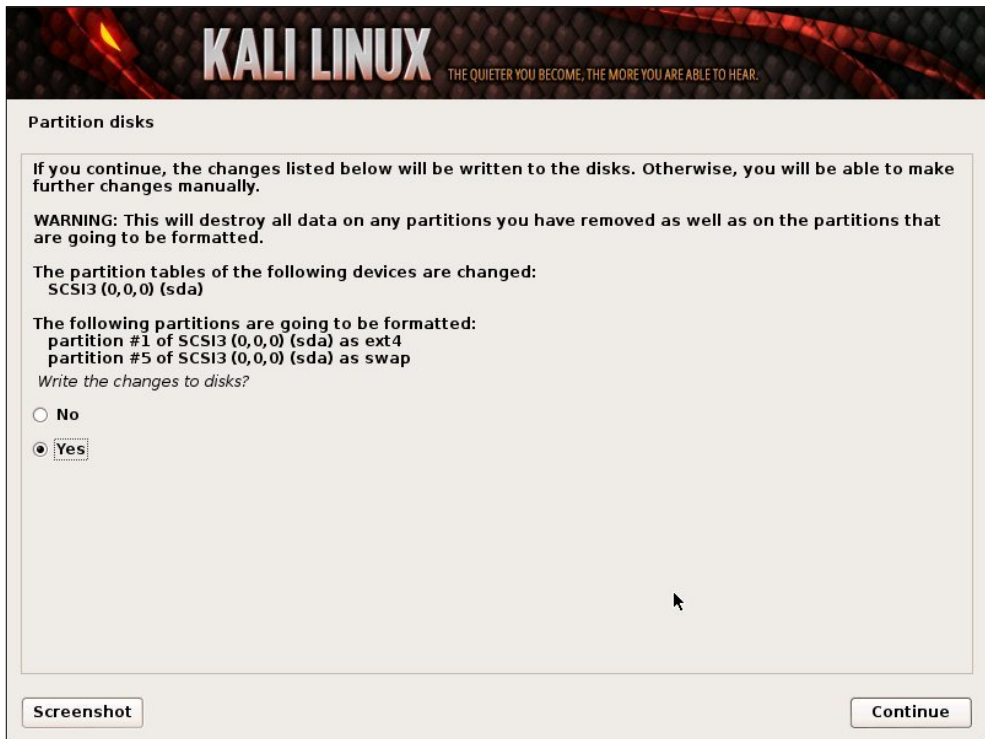 KALI LINUX
THE QUIETER YOU BECOME, THE MORE YOU ARE ABLE TO HEAR.
Partition disks
If you continue, the changes listed below will be written to the disks. Otherwise, you will be able to make
further changes manually.
WARNING: This will destroy all data on any partitions you have removed as well as on the partitions that
are going to be formatted.
The partition tables of the following devices are changed:
SCSI3 (0,0,0) (sda)
The following partitions are going to be formatted:
partition #1 of SCSI3 (0,0,0) (sda) as ext4
partition #5 of SCSI3 (0,0,0) (sda) as swap
Write the changes to disks?
No
Yes
Screenshot
Continue